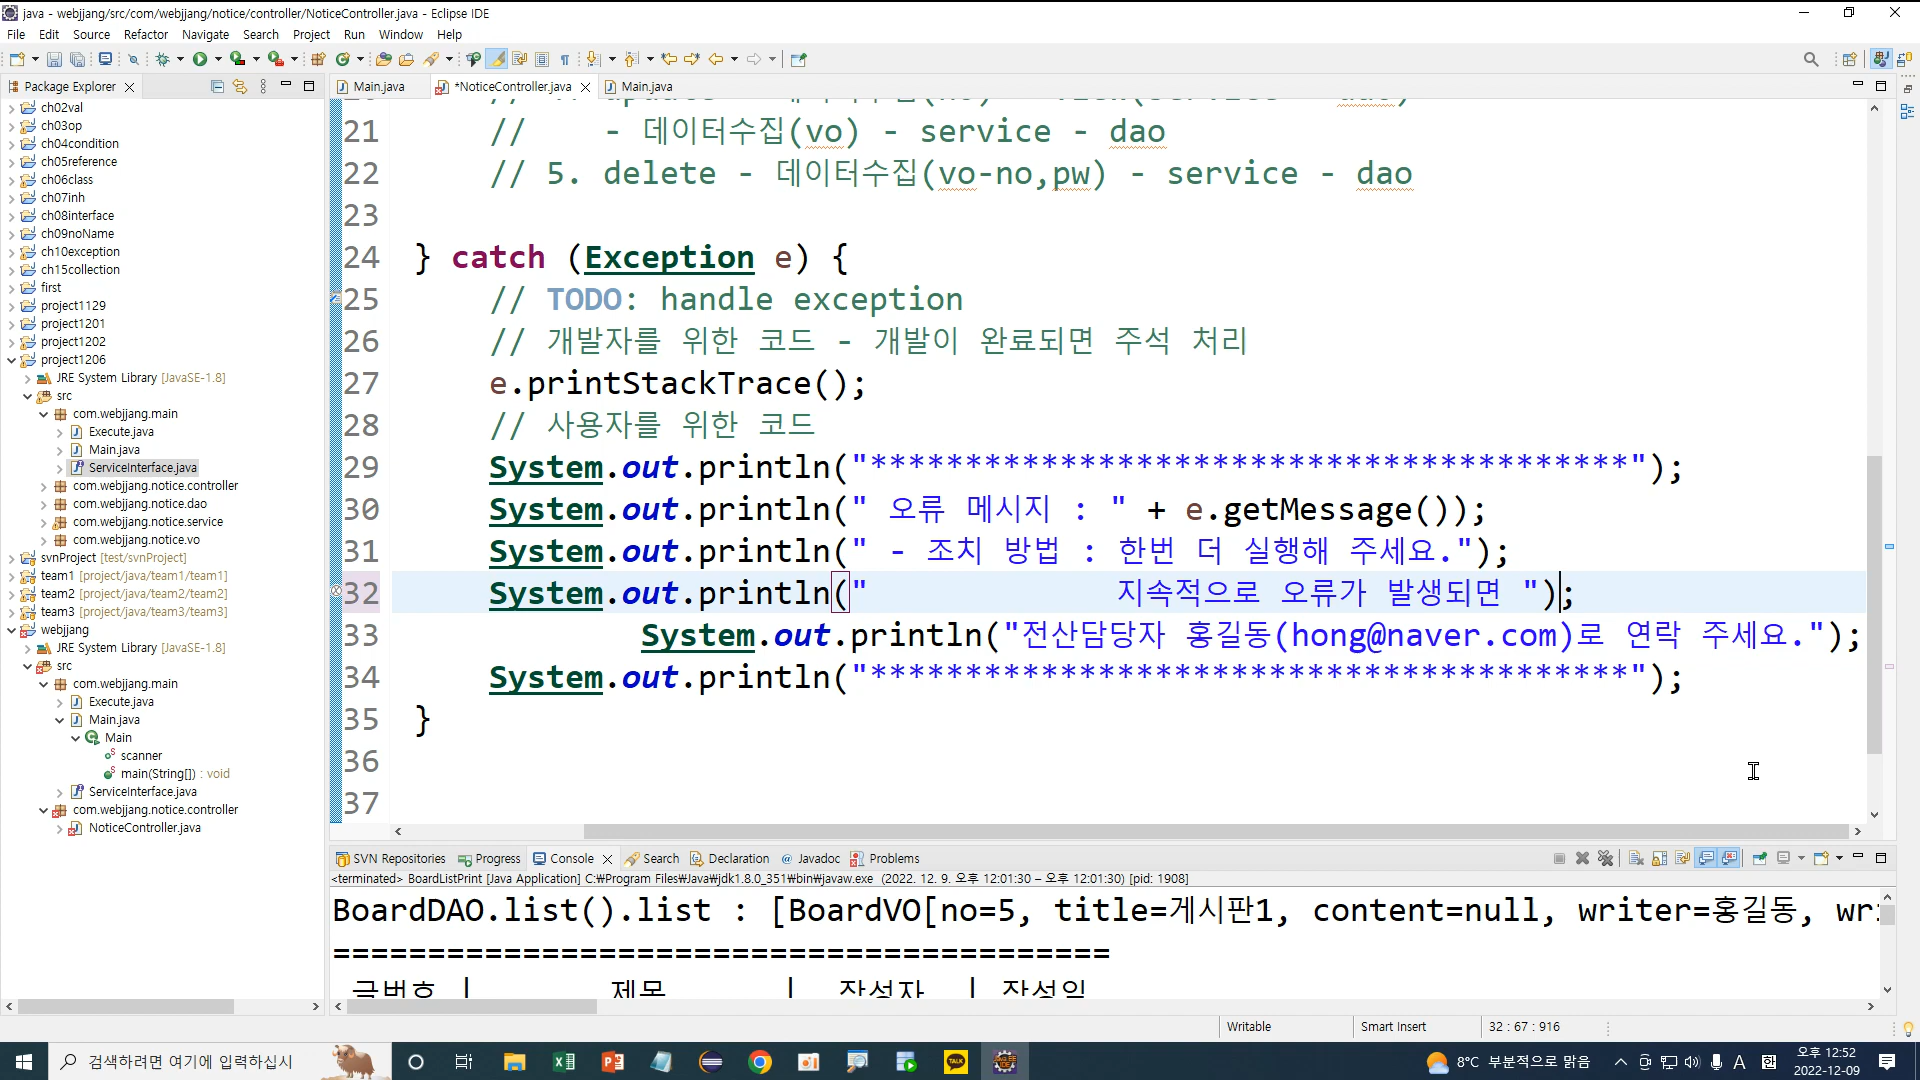 java - webjjang/src/com/webjjang/notice/controller/NoticeController.java - Eclipse IDE
File Edit Source Refactor Navigate Search Project Run Window Help
Package Explorer
Main.java *NoticeController.java Main.java
ch02val
ch03op
ch04condition
ch05reference
ch06class
ch07inh
ch08interface
ch09noName
ch10exception
ch15collection
first
project1129
project1201
project1202
project1206
JRE System Library [JavaSE-1.8]
src
com.webjjang.main
Execute.java
Main.java
ServiceInterface.java
com.webjjang.notice.controller
com.webjjang.notice.dao
com.webjjang.notice.service
com.webjjang.notice.vo
svnProject [test/svnProject]
team1 [project/java/team1/team1]
team2 [project/java/team2/team2]
team3 [project/java/team3/team3]
webjjang
JRE System Library [JavaSE-1.8]
src
com.webjjang.main
Execute.java
Main.java
Main
scanner
main(String[]) : void
ServiceInterface.java
com.webjjang.notice.controller
NoticeController.java
21 // - 데이터수집(vo) - service - dao
22 // 5. delete - 데이터수집(vo-no,pw) - service - dao
23
24 } catch (Exception e) {
25 // TODO: handle exception
26 // 개발자를 위한 코드 - 개발이 완료되면 주석 처리
27 e.printStackTrace();
28 // 사용자를 위한 코드
29 System.out.println("****************************************");
30 System.out.println(" 오류 메시지 : " + e.getMessage());
31 System.out.println(" - 조치 방법 : 한번 더 실행해 주세요.");
32 System.out.println("             지속적으로 오류가 발생되면 ");
33 System.out.println("전산담당자 홍길동(hong@naver.com)로 연락 주세요.");
34 System.out.println("****************************************");
35 }
36
37
SVN Repositories Progress Console Search Declaration Javadoc Problems
<terminated> BoardListPrint [Java Application] C:₩Program Files₩Java₩jdk1.8.0_351₩bin₩javaw.exe (2022. 12. 9. 오후 12:01:30 – 오후 12:01:30) [pid: 1908]
BoardDAO.list().list : [BoardVO[no=5, title=게시판1, content=null, writer=홍길동, wri
=========================================
글번호 | 제목 | 작성자 | 작성일
Writable Smart Insert 32 : 67 : 916
검색하려면 여기에 입력하십시 8°C 부분적으로 맑음 A 오후 12:52
2022-12-09